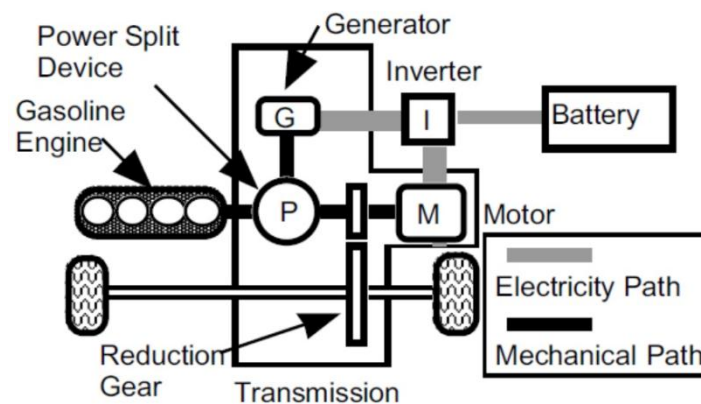 Generator
Power Split
Device
Inverter
Gasoline
Engine
G
I
Battery
P
M
Motor
Electricity Path
Mechanical Path
Reduction
Gear
Transmission